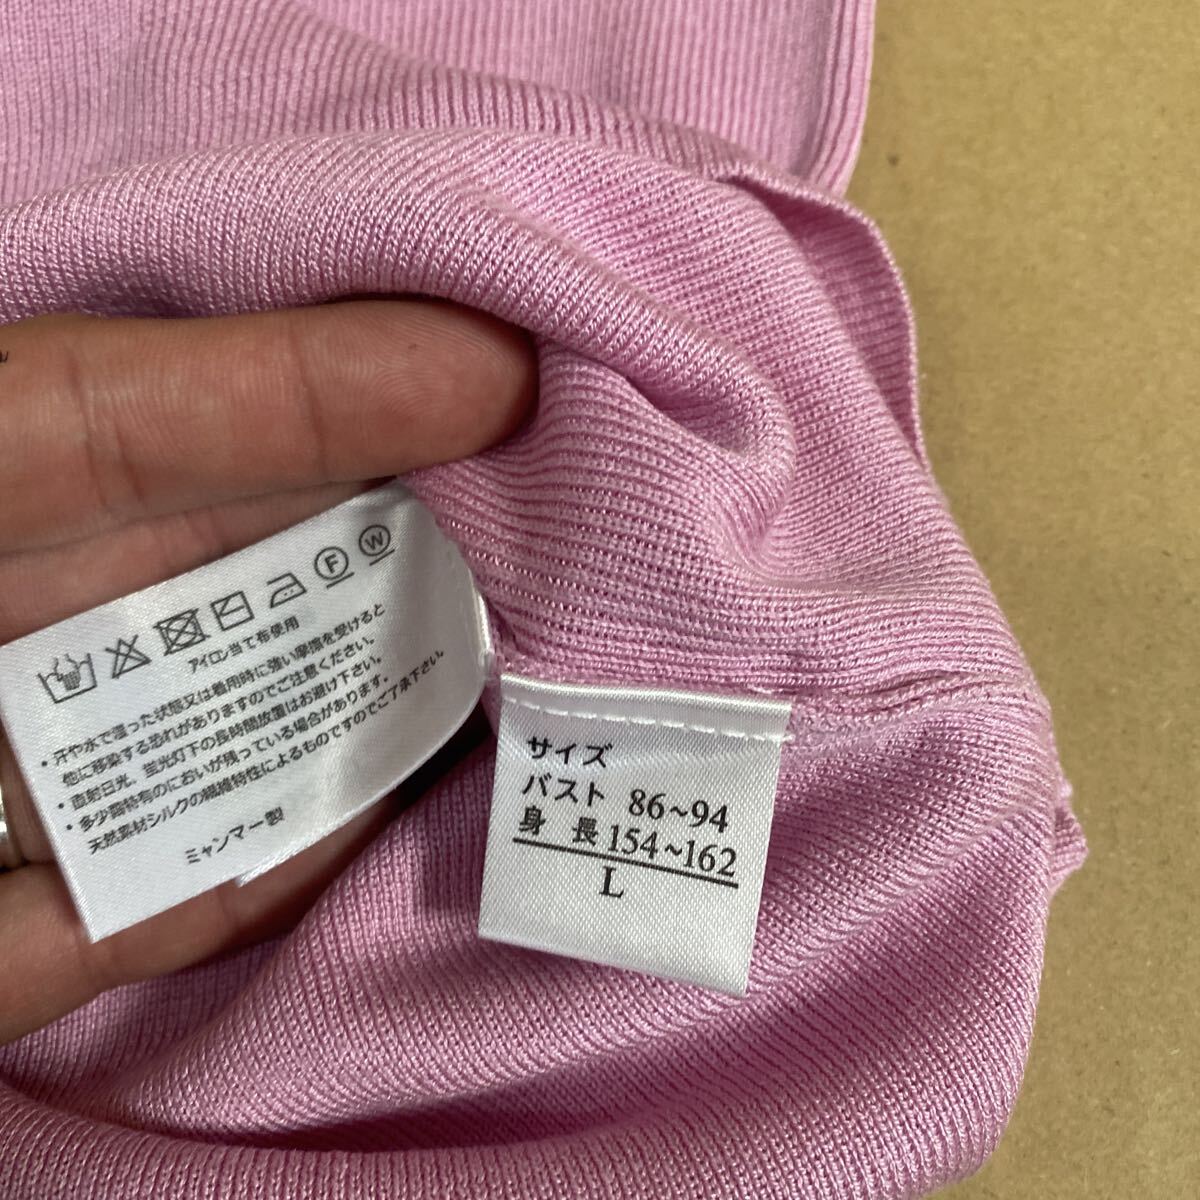 F
W
アイロン当て布使用
・汗や水で湿った状態又は着用時に強い摩擦を受けると
他に移染する恐れがありますのでご注意ください。
・直射日光、蛍光灯下の長時間放置はお避け下さい。
・多少蚕特有のにおいが残っている場合があります。
天然素材シルクの繊維特性によるものですのでご了承下さい。
ミャンマー製
サイズ
バスト 86~94
身 長 154~162
L